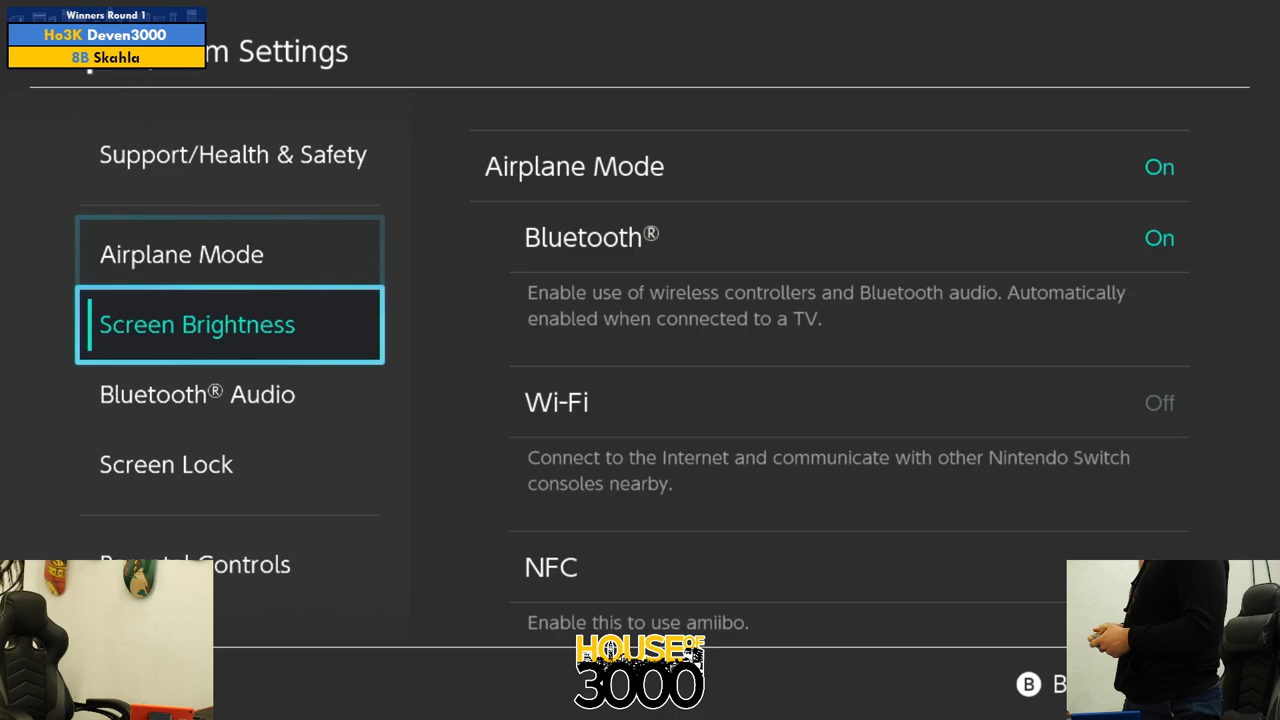 Winners Round 1
Ho3K Deven3000
8B Skahla
m Settings
Support/Health & Safety
Airplane Mode
Screen Brightness
Bluetooth® Audio
Screen Lock
Controls
Airplane Mode On
Bluetooth® On
Enable use of wireless controllers and Bluetooth audio. Automatically
enabled when connected to a TV.
Wi-Fi Off
Connect to the Internet and communicate with other Nintendo Switch
consoles nearby.
NFC
Enable this to use amiibo.
HOUSE OF
3000
B B